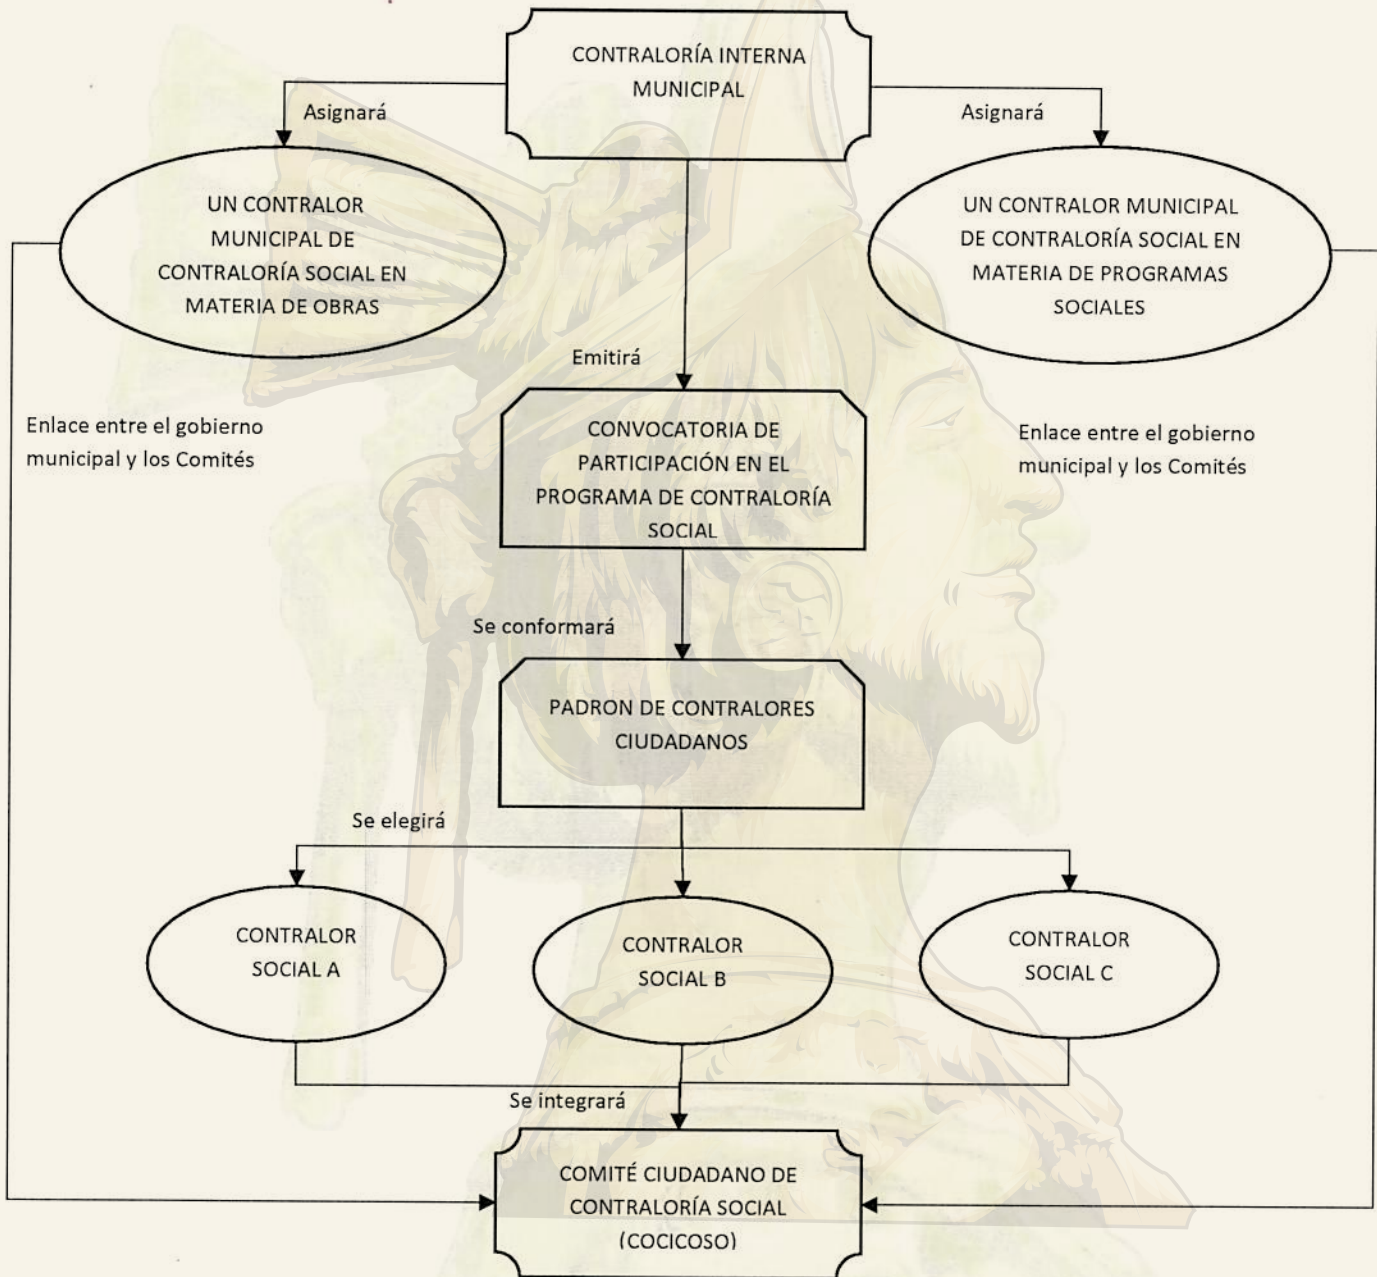 CONTRALORÍA INTERNA
MUNICIPAL
Asignará
Asignará
UN CONTRALOR
MUNICIPAL DE
CONTRALORÍA SOCIAL EN
MATERIA DE OBRAS
UN CONTRALOR MUNICIPAL
DE CONTRALORÍA SOCIAL EN
MATERIA DE PROGRAMAS
SOCIALES
Emitirá
Enlace entre el gobierno
municipal y los Comités
CONVOCATORIA DE
PARTICIPACIÓN EN EL
PROGRAMA DE CONTRALORÍA
SOCIAL
Enlace entre el gobierno
municipal y los Comités
Se conformará
PADRON DE CONTRALORES
CIUDADANOS
Se elegirá
CONTRALOR
SOCIAL A
CONTRALOR
SOCIAL B
CONTRALOR
SOCIAL C
Se integrará
COMITÉ CIUDADANO DE
CONTRALORÍA SOCIAL
(COCICOSO)